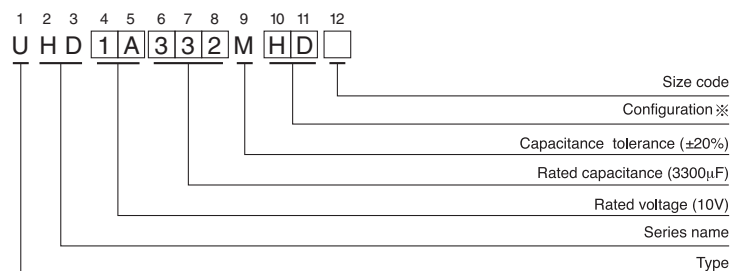 1 2 3 4 5 6 7 8 9 10 11 12
U H D 1 A 3 3 2 M H D
Size code
Configuration ※
Capacitance tolerance (±20%)
Rated capacitance (3300μF)
Rated voltage (10V)
Series name
Type